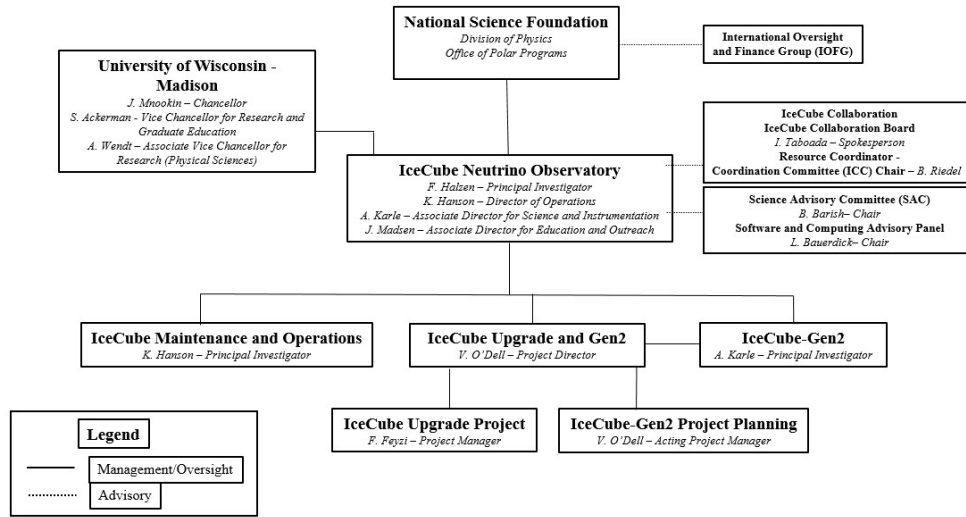 National Science Foundation
Division of Physics
Office of Polar Programs
International Oversight
and Finance Group (IOFG)
University of Wisconsin -
Madison
J. Mnookin – Chancellor
S. Ackerman - Vice Chancellor for Research and
Graduate Education
A. Wendt – Associate Vice Chancellor for
Research (Physical Sciences)
IceCube Collaboration
IceCube Collaboration Board
I. Taboada – Spokesperson
Resource Coordinator -
Coordination Committee (ICC) Chair – B. Riedel
IceCube Neutrino Observatory
F. Halzen – Principal Investigator
K. Hanson – Director of Operations
A. Karle – Associate Director for Science and Instrumentation
J. Madsen – Associate Director for Education and Outreach
Science Advisory Committee (SAC)
B. Barish– Chair
Software and Computing Advisory Panel
L. Bauerdick– Chair
IceCube Maintenance and Operations
K. Hanson – Principal Investigator
IceCube Upgrade and Gen2
V. O’Dell – Project Director
IceCube-Gen2
A. Karle – Principal Investigator
IceCube Upgrade Project
F. Feyzi – Project Manager
IceCube-Gen2 Project Planning
V. O’Dell – Acting Project Manager
Legend
Management/Oversight
Advisory